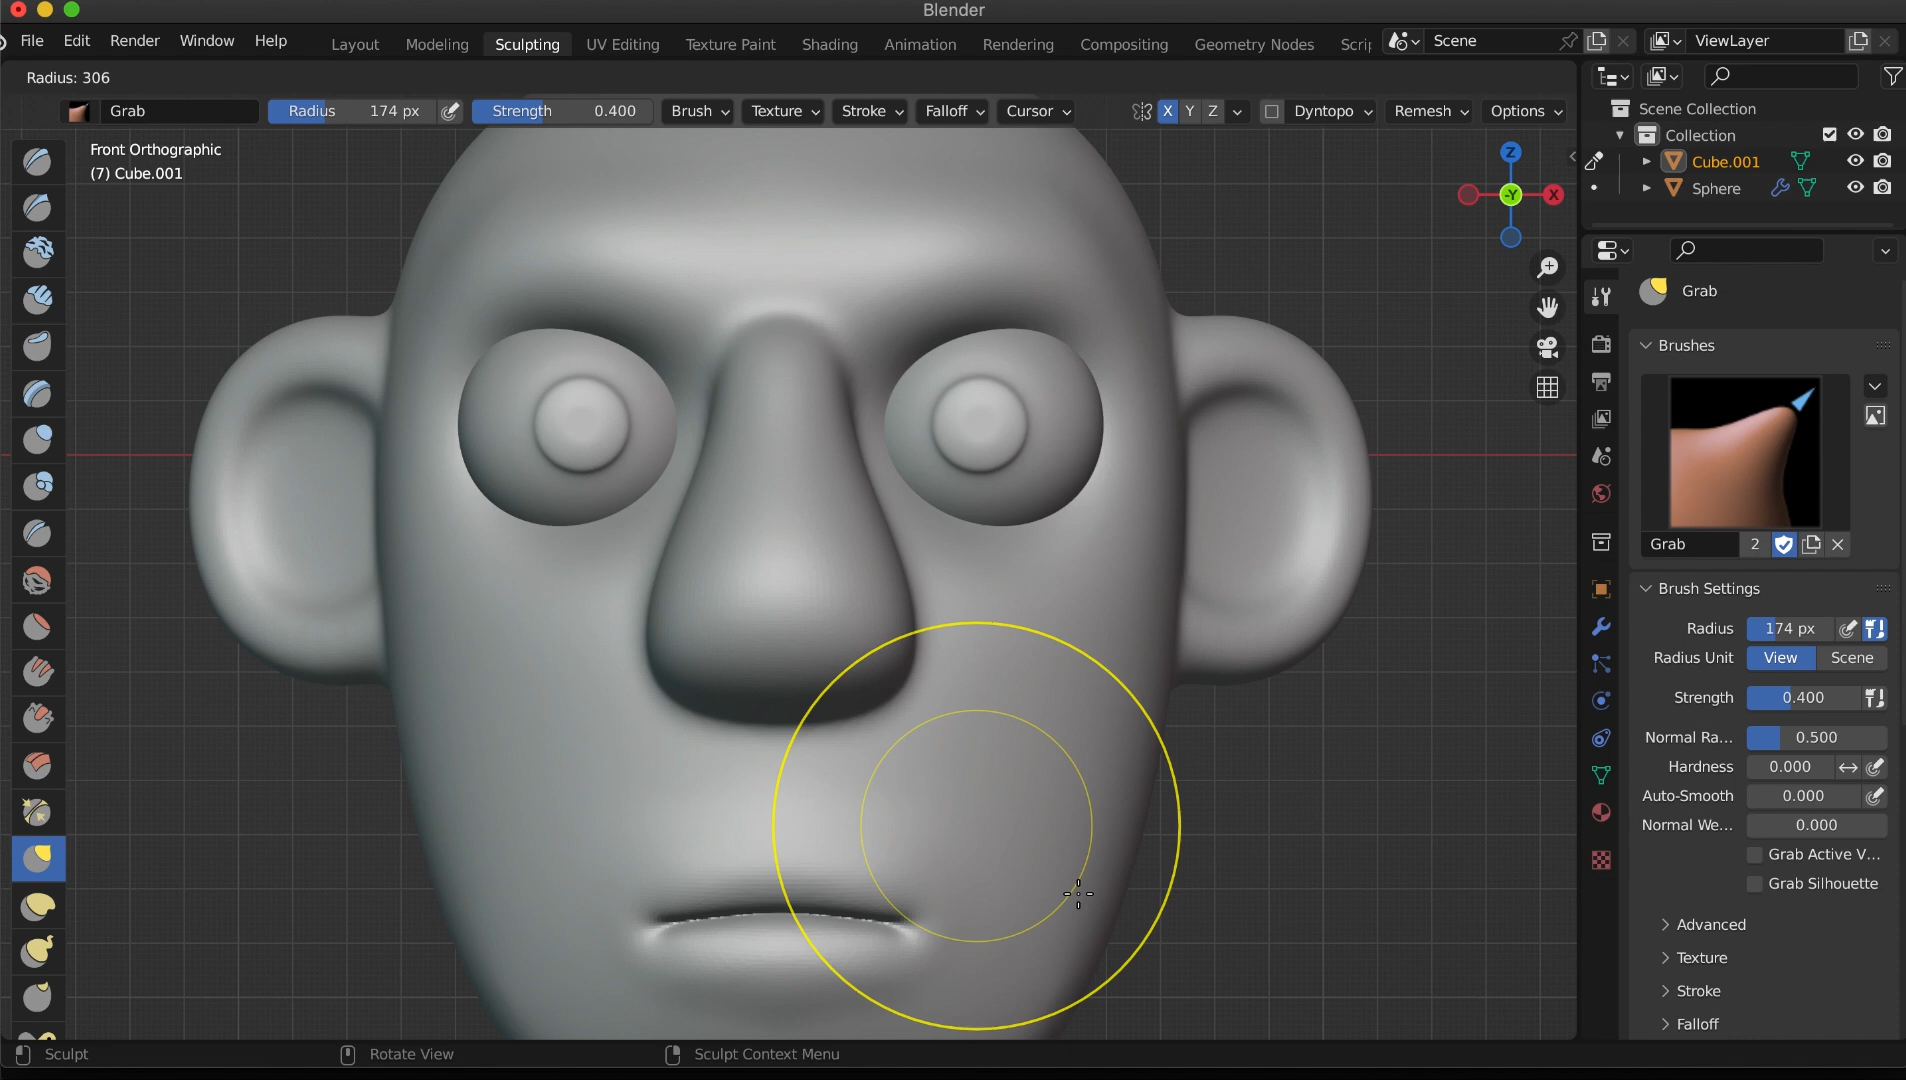 Blender
File Edit Render Window Help Layout Modeling Sculpting UV Editing Texture Paint Shading Animation Rendering Compositing Geometry Nodes Scrip Scene ViewLayer
Radius: 306
Grab Radius 174 px Strength 0.400 Brush Texture Stroke Falloff Cursor X Y Z Dyntopo Remesh Options
Front Orthographic
(7) Cube.001
Z
-Y X
Scene Collection
Collection
Cube.001
Sphere
Grab
Brushes
Grab 2
Brush Settings
Radius 174 px
Radius Unit View Scene
Strength 0.400
Normal Ra... 0.500
Hardness 0.000
Auto-Smooth 0.000
Normal We... 0.000
Grab Active V...
Grab Silhouette
Advanced
Texture
Stroke
Falloff
Sculpt Rotate View Sculpt Context Menu